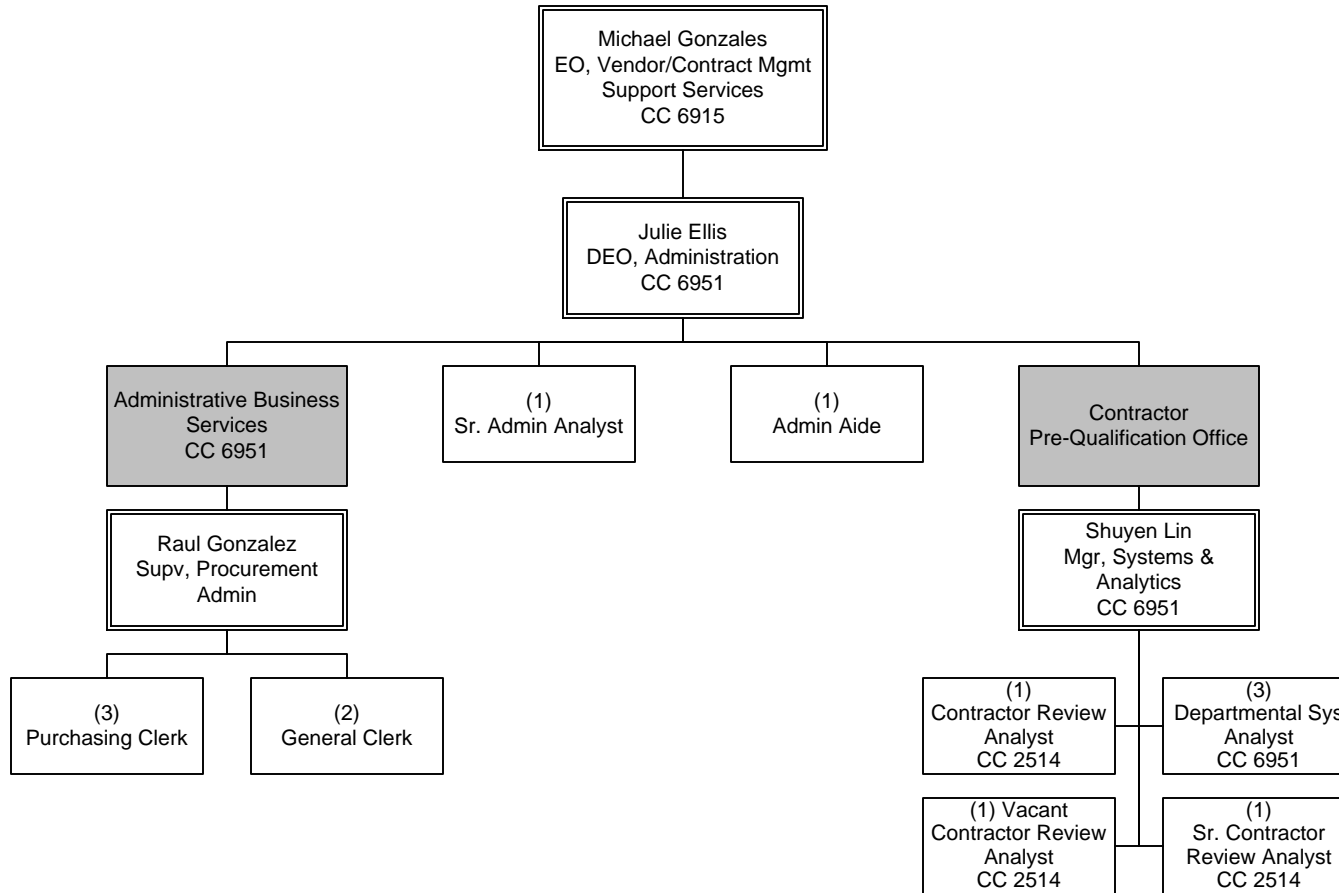 Michael Gonzales
EO, Vendor/Contract Mgmt
Support Services
CC 6915
Julie Ellis
DEO, Administration
CC 6951
Administrative Business
Services
CC 6951
(1)
Sr. Admin Analyst
(1)
Admin Aide
Contractor
Pre-Qualification Office
Raul Gonzalez
Supv, Procurement
Admin
Shuyen Lin
Mgr, Systems &
Analytics
CC 6951
(3)
Purchasing Clerk
(2)
General Clerk
(1)
Contractor Review
Analyst
CC 2514
(3)
Departmental Sys
Analyst
CC 6951
(1) Vacant
Contractor Review
Analyst
CC 2514
(1)
Sr. Contractor
Review Analyst
CC 2514